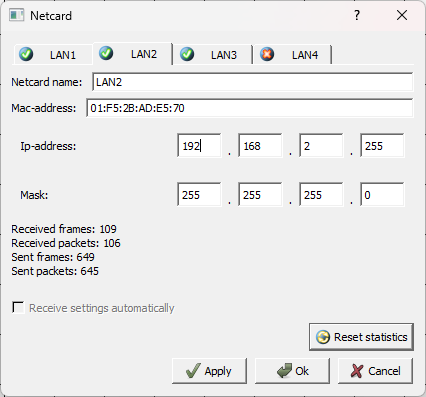 Netcard
? 
LAN1 LAN2 LAN3 LAN4
Netcard name: LAN2
Mac-address: 01:F5:2B:AD:E5:70
Ip-address: 192 . 168 . 2 . 255
Mask: 255 . 255 . 255 . 0
Received frames: 109
Received packets: 106
Sent frames: 649
Sent packets: 645
Receive settings automatically
Reset statistics
Apply Ok Cancel